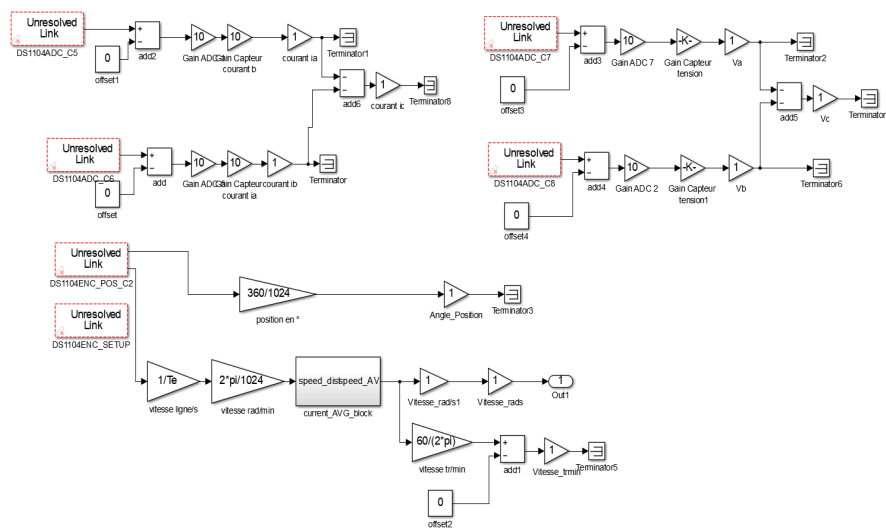 Unresolved
Link
DS1104ADC_C5
0
offset1
+
−
add2
10
Gain ADC
10
Gain Capteur
courant b
1
courant ia
Terminator1
−
−
add6
1
courant ic
Terminator8
Unresolved
Link
DS1104ADC_C6
0
offset
+
−
add
10
Gain ADC
10
Gain Capteur
courant ia
1
courant ib
Terminator
Unresolved
Link
DS1104ADC_C7
0
offset3
+
−
add3
10
Gain ADC 7
-K-
Gain Capteur
tension
1
Va
Terminator2
−
−
add5
1
Vc
Terminator
Unresolved
Link
DS1104ADC_C8
0
offset4
+
−
add4
10
Gain ADC 2
-K-
Gain Capteur
tension1
1
Vb
Terminator6
Unresolved
Link
DS1104ENC_POS_C2
360/1024
position en °
1
Angle_Position
Terminator3
Unresolved
Link
DS1104ENC_SETUP
1/Te
vitesse ligne/s
2*pi/1024
vitesse rad/min
speed_dist
speed_AV
current_AVG_block
1
Vitesse_rad/s1
1
Vitesse_rads
1
Out1
60/(2*pi)
vitesse tr/min
0
offset2
+
−
add1
1
Vitesse_trmin
Terminator5